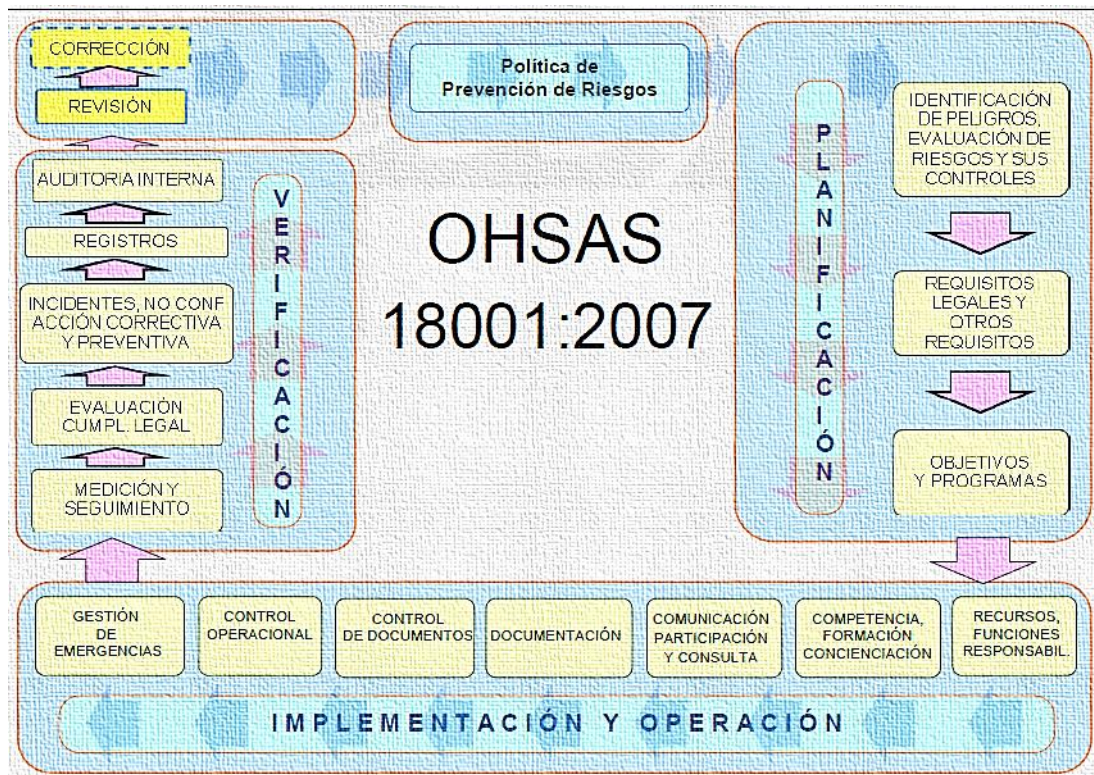 CORRECCIÓN
REVISIÓN
Política de
Prevención de Riesgos
PLANIFICACIÓN
IDENTIFICACIÓN
DE PELIGROS,
EVALUACIÓN DE
RIESGOS Y SUS
CONTROLES
REQUISITOS
LEGALES Y
OTROS
REQUISITOS
OBJETIVOS
Y PROGRAMAS
OHSAS
18001:2007
AUDITORIA INTERNA
REGISTROS
INCIDENTES, NO CONF
ACCIÓN CORRECTIVA
Y PREVENTIVA
EVALUACIÓN
CUMPL. LEGAL
MEDICIÓN Y
SEGUIMIENTO
VERIFICACIÓN
GESTIÓN
DE
EMERGENCIAS
CONTROL
OPERACIONAL
CONTROL
DE DOCUMENTOS
DOCUMENTACIÓN
COMUNICACIÓN
PARTICIPACIÓN
Y CONSULTA
COMPETENCIA,
FORMACIÓN
CONCIENCIACIÓN
RECURSOS,
FUNCIONES
RESPONSABIL.
IMPLEMENTACIÓN Y OPERACIÓN